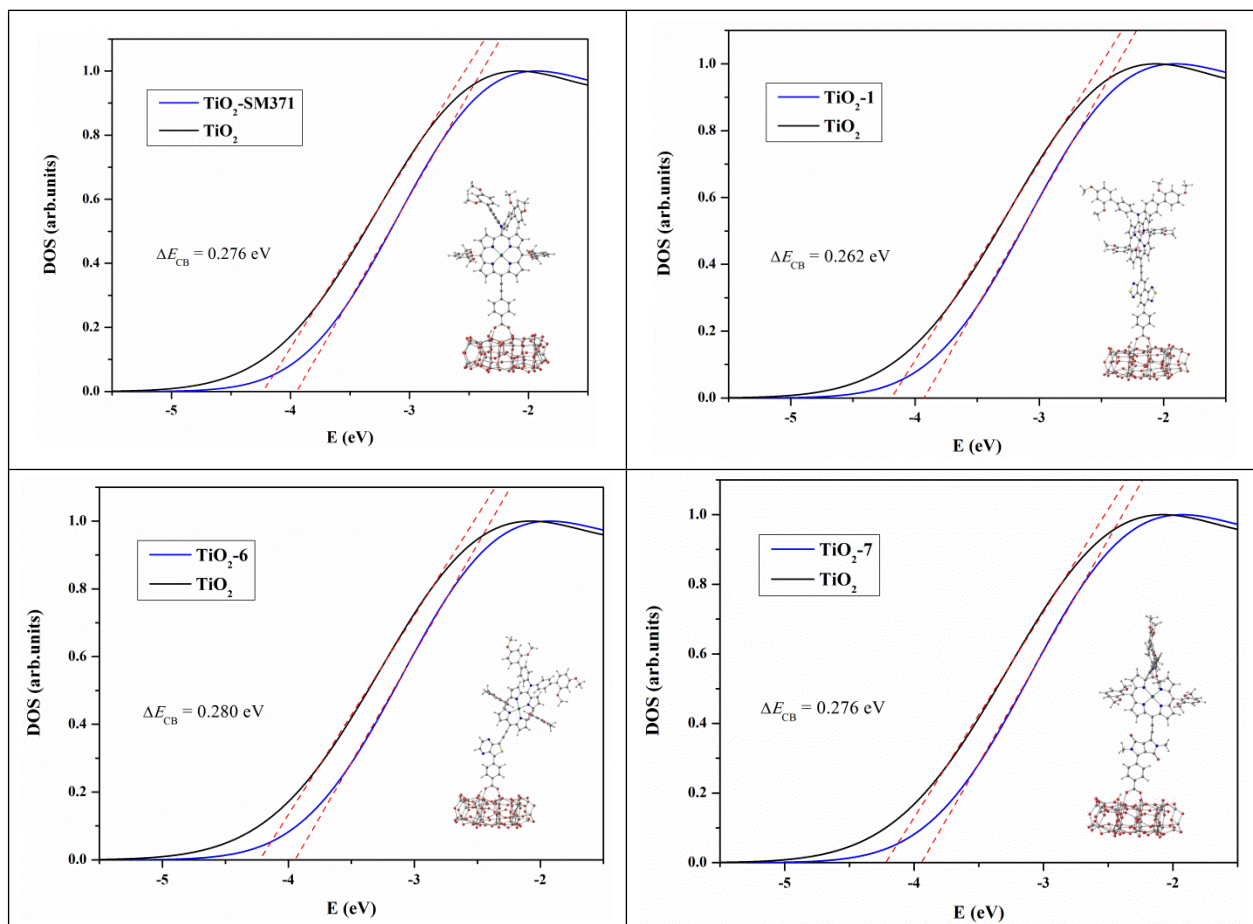 1.0
0.8
0.6
0.4
0.2
0.0
DOS (arb.units)
TiO₂-SM371
TiO₂
ΔE_CB = 0.276 eV
-5
-4
-3
-2
E (eV)
1.0
0.8
0.6
0.4
0.2
0.0
DOS (arb.units)
TiO₂-1
TiO₂
ΔE_CB = 0.262 eV
-5
-4
-3
-2
E (eV)
1.0
0.8
0.6
0.4
0.2
0.0
DOS (arb.units)
TiO₂-6
TiO₂
ΔE_CB = 0.280 eV
-5
-4
-3
-2
E (eV)
1.0
0.8
0.6
0.4
0.2
0.0
DOS (arb.units)
TiO₂-7
TiO₂
ΔE_CB = 0.276 eV
-5
-4
-3
-2
E (eV)